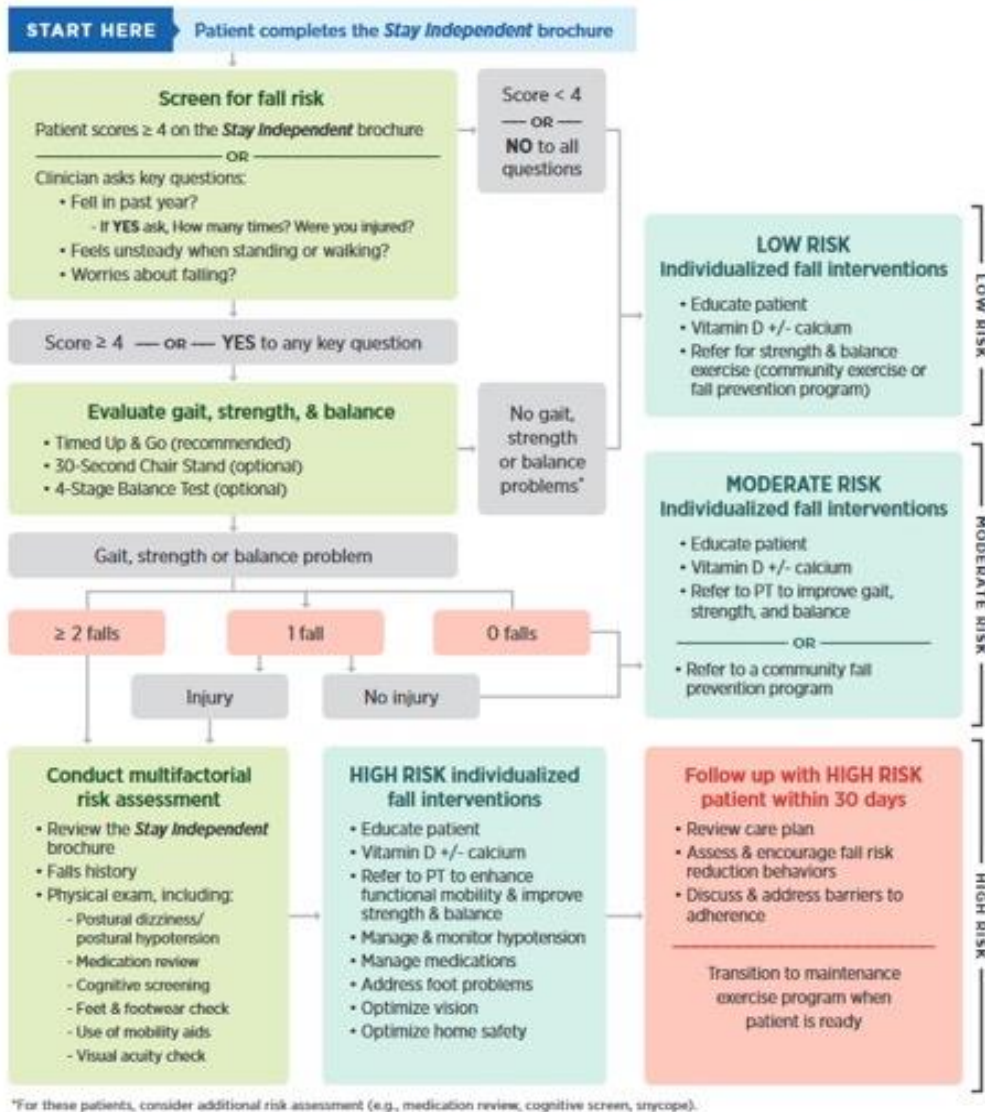 START HERE Patient completes the Stay Independent brochure
Screen for fall risk
Patient scores ≥ 4 on the Stay Independent brochure
OR
Clinician asks key questions:
• Fell in past year?
- If YES ask, How many times? Were you injured?
• Feels unsteady when standing or walking?
• Worries about falling?
Score < 4
OR
NO to all
questions
Score ≥ 4 — OR — YES to any key question
Evaluate gait, strength, & balance
• Timed Up & Go (recommended)
• 30-Second Chair Stand (optional)
• 4-Stage Balance Test (optional)
No gait,
strength
or balance
problems*
LOW RISK
Individualized fall interventions
• Educate patient
• Vitamin D +/- calcium
• Refer for strength & balance
exercise (community exercise or
fall prevention program)
LOW RISK
Gait, strength or balance problem
≥ 2 falls
1 fall
0 falls
Injury
No injury
MODERATE RISK
Individualized fall interventions
• Educate patient
• Vitamin D +/- calcium
• Refer to PT to improve gait,
strength, and balance
OR
• Refer to a community fall
prevention program
MODERATE RISK
Conduct multifactorial
risk assessment
• Review the Stay Independent
brochure
• Falls history
• Physical exam, including:
- Postural dizziness/
postural hypotension
- Medication review
- Cognitive screening
- Feet & footwear check
- Use of mobility aids
- Visual acuity check
HIGH RISK individualized
fall interventions
• Educate patient
• Vitamin D +/- calcium
• Refer to PT to enhance
functional mobility & improve
strength & balance
• Manage & monitor hypotension
• Manage medications
• Address foot problems
• Optimize vision
• Optimize home safety
Follow up with HIGH RISK
patient within 30 days
• Review care plan
• Assess & encourage fall risk
reduction behaviors
• Discuss & address barriers to
adherence
Transition to maintenance
exercise program when
patient is ready
HIGH RISK
*For these patients, consider additional risk assessment (e.g., medication review, cognitive screen, snycope).